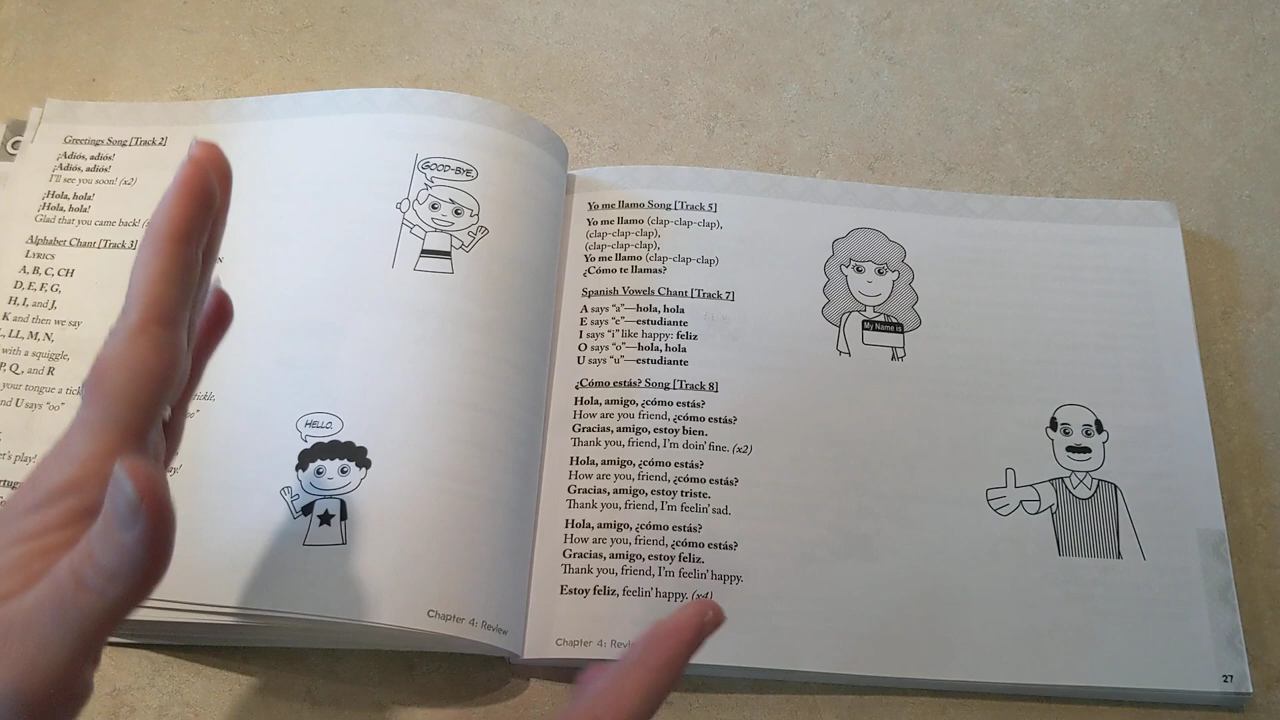 Greetings Song [Track 2]
¡Adiós, adiós!
¡Adiós, adiós!
I'll see you soon! (x2)
¡Hola, hola!
¡Hola, hola!
Glad that you came back!
Alphabet Chant [Track 3]
LYRICS
A, B, C, CH
D, E, F, G,
H, I, and J,
K and then we say
LL, M, N,
with a squiggle,
P, Q, and R
your tongue a
tickle,
and U says "oo"
let's play!
GOOD-BYE.
HELLO.
Chapter 4: Review
Yo me llamo Song [Track 5]
Yo me llamo (clap-clap-clap),
(clap-clap-clap),
(clap-clap-clap),
Yo me llamo (clap-clap-clap)
¿Cómo te llamas?
Spanish Vowels Chant [Track 7]
A says "a"—hola, hola
E says "e"—estudiante
I says "i" like happy: feliz
O says "o"—hola, hola
U says "u"—estudiante
¿Cómo estás? Song [Track 8]
Hola, amigo, ¿cómo estás?
How are you friend, ¿cómo estás?
Gracias, amigo, estoy bien.
Thank you, friend, I'm doin' fine. (x2)
Hola, amigo, ¿cómo estás?
How are you, friend, ¿cómo estás?
Gracias, amigo, estoy triste.
Thank you, friend, I'm feelin' sad.
Hola, amigo, ¿cómo estás?
How are you, friend, ¿cómo estás?
Gracias, amigo, estoy feliz.
Thank you, friend, I'm feelin' happy.
Estoy feliz, feelin' happy. (x4)
My Name is
Chapter 4:
27